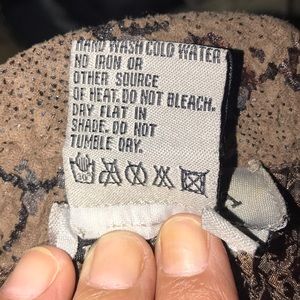 HAND WASH COLD WATER
NO IRON OR
OTHER SOURCE
OF HEAT. DO NOT BLEACH.
DRY FLAT IN
SHADE. DO NOT
TUMBLE DRY.